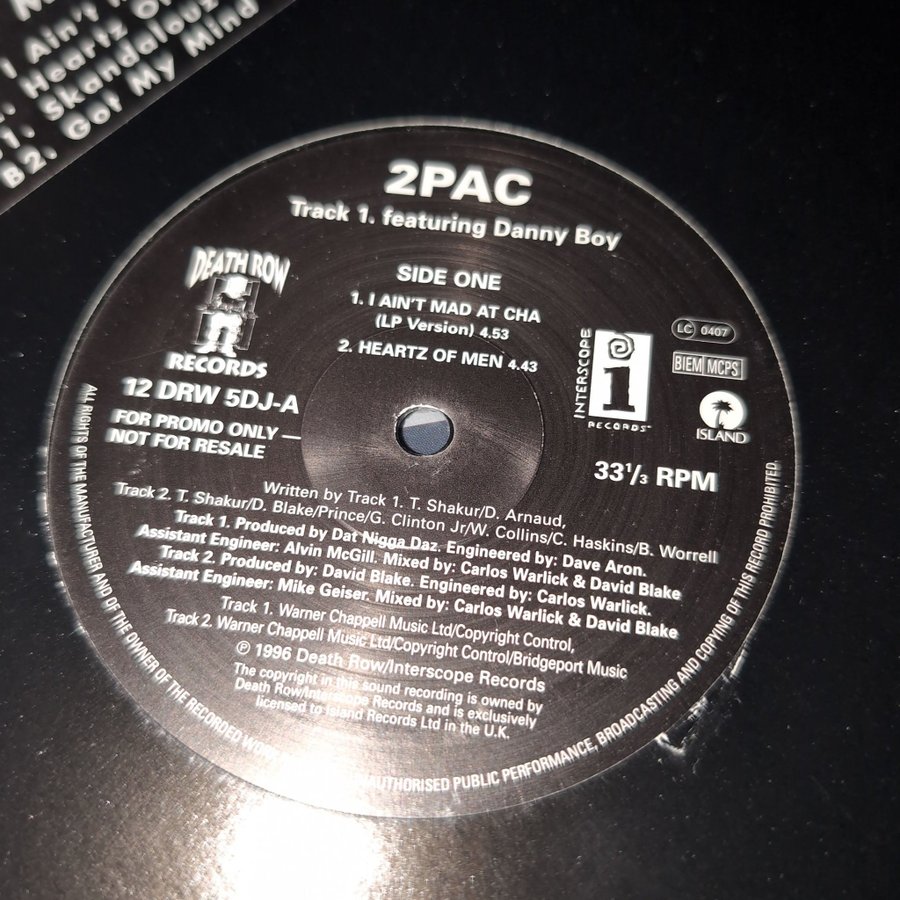 1 Ain't
Heartz O
1. Skandalouz
B2. Got My Mind
2PAC
Track 1. featuring Danny Boy
DEATH ROW
RECORDS
12 DRW 5DJ-A
FOR PROMO ONLY —
NOT FOR RESALE
SIDE ONE
1. I AIN'T MAD AT CHA
(LP Version) 4.53
2. HEARTZ OF MEN 4.43
INTERSCOPE
i
RECORDS
LC 0407
BIEM MCPS
ISLAND
33 1/3 RPM
Written by Track 1. T. Shakur/D. Arnaud,
Track 2. T. Shakur/D. Blake/Prince/G. Clinton Jr/W. Collins/C. Haskins/B. Worrell
Track 1. Produced by Dat Nigga Daz. Engineered by: Dave Aron.
Assistant Engineer: Alvin McGill. Mixed by: Carlos Warlick & David Blake
Track 2. Produced by: David Blake. Engineered by: Carlos Warlick.
Assistant Engineer: Mike Geiser. Mixed by: Carlos Warlick & David Blake
Track 1. Warner Chappell Music Ltd/Copyright Control,
Track 2. Warner Chappell Music Ltd/Copyright Control/Bridgeport Music
℗ 1996 Death Row/Interscope Records
The copyright in this sound recording is owned by
Death Row/Interscope Records and is exclusively
licensed to Island Records Ltd in the U.K.
ALL RIGHTS OF THE MANUFACTURER AND OF THE OWNER OF THE RECORDED WORK UNAUTHORISED PUBLIC PERFORMANCE, BROADCASTING AND COPYING OF THIS RECORD PROHIBITED.